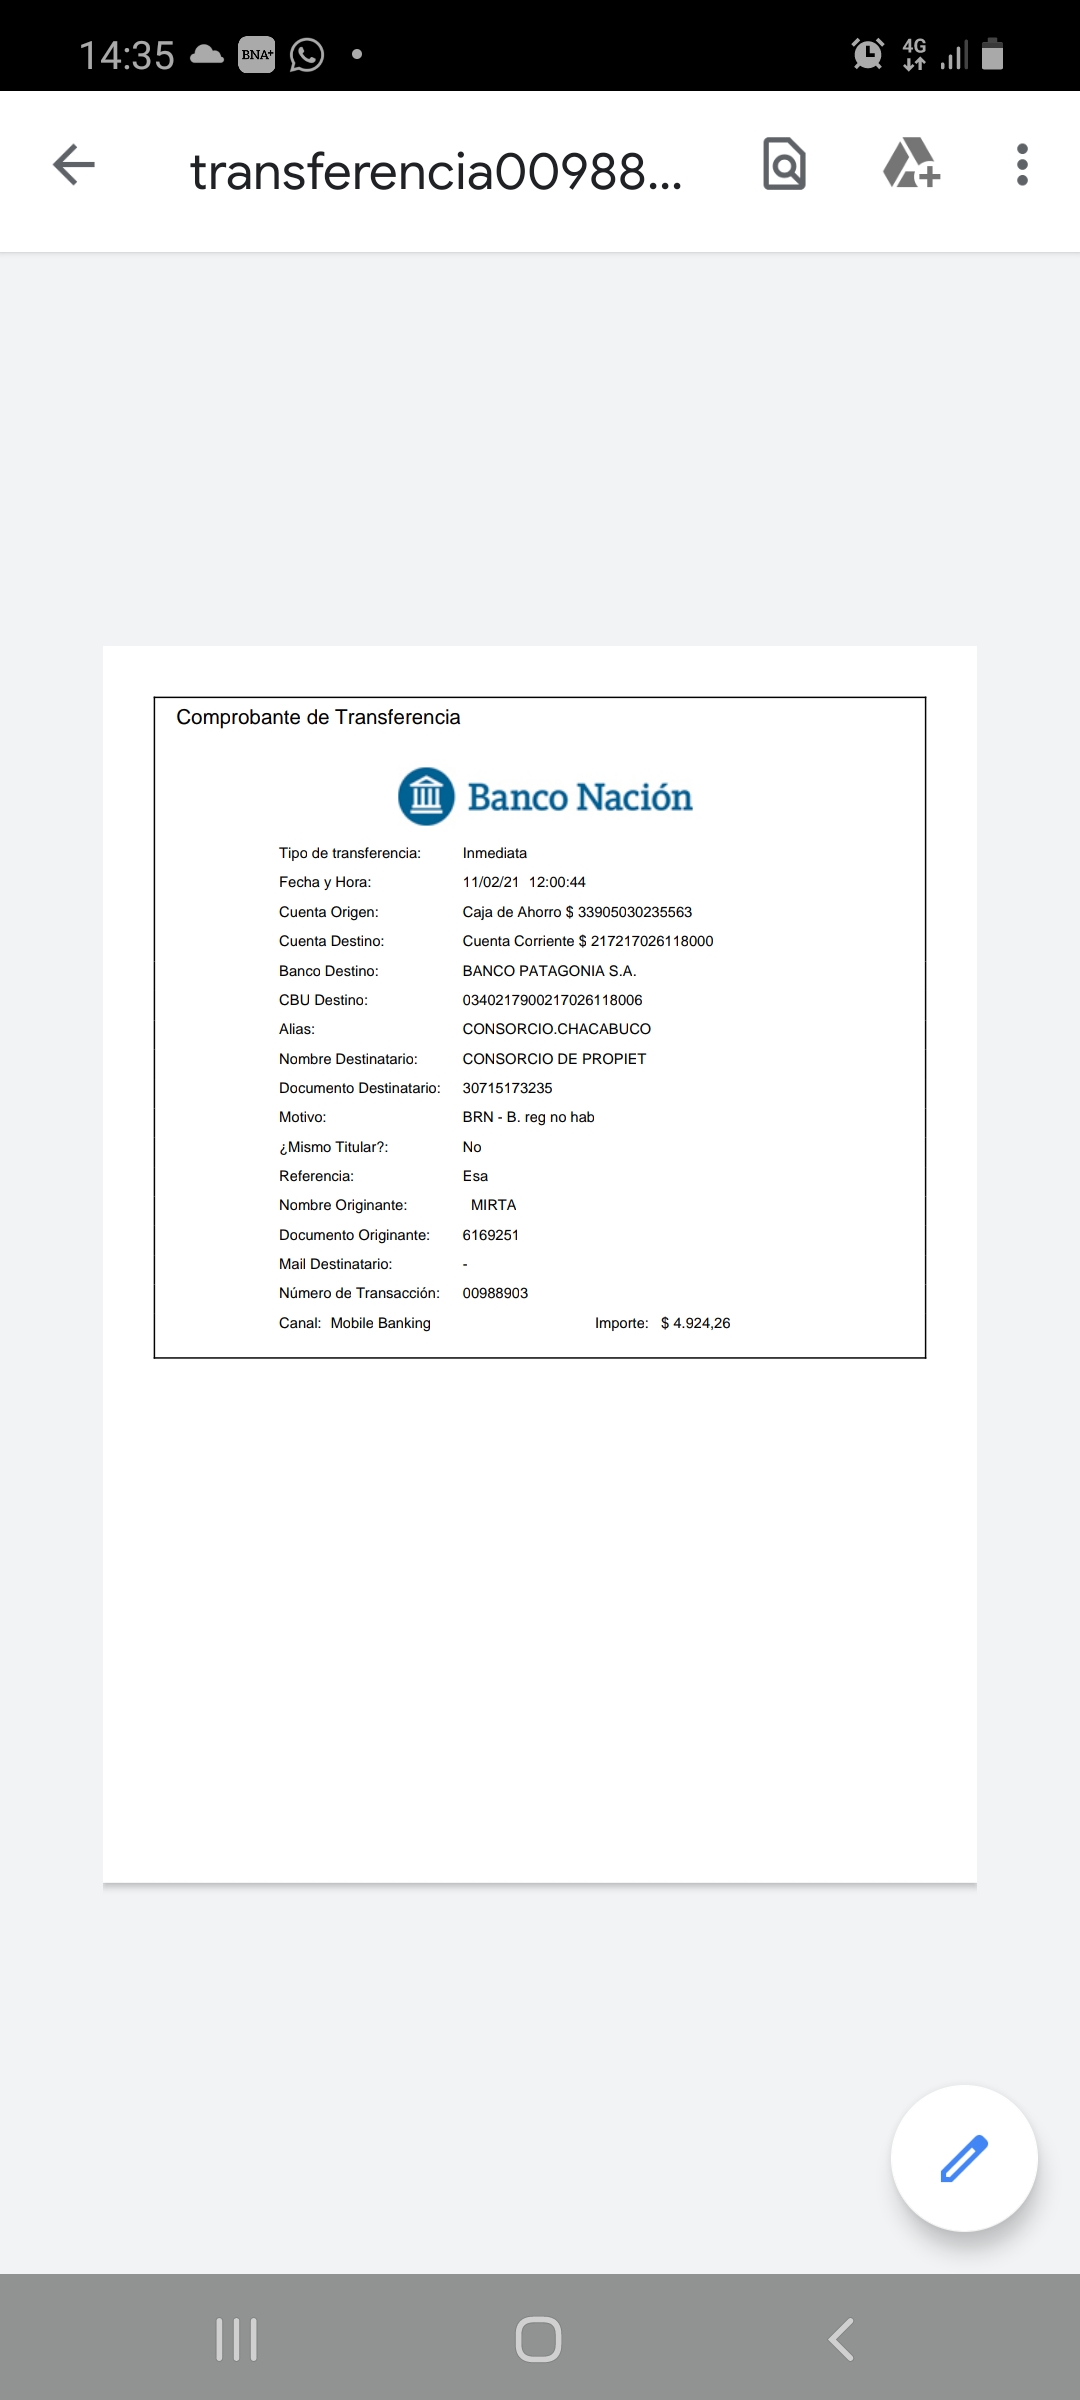 14:35 BNA+ 4G
transferencia00988...
Comprobante de Transferencia
Banco Nación
Tipo de transferencia: Inmediata
Fecha y Hora: 11/02/21 12:00:44
Cuenta Origen: Caja de Ahorro $ 33905030235563
Cuenta Destino: Cuenta Corriente $ 217217026118000
Banco Destino: BANCO PATAGONIA S.A.
CBU Destino: 0340217900217026118006
Alias: CONSORCIO.CHACABUCO
Nombre Destinatario: CONSORCIO DE PROPIET
Documento Destinatario: 30715173235
Motivo: BRN - B. reg no hab
¿Mismo Titular?: No
Referencia: Esa
Nombre Originante: MIRTA
Documento Originante: 6169251
Mail Destinatario: -
Número de Transacción: 00988903
Canal: Mobile Banking Importe: $ 4.924,26